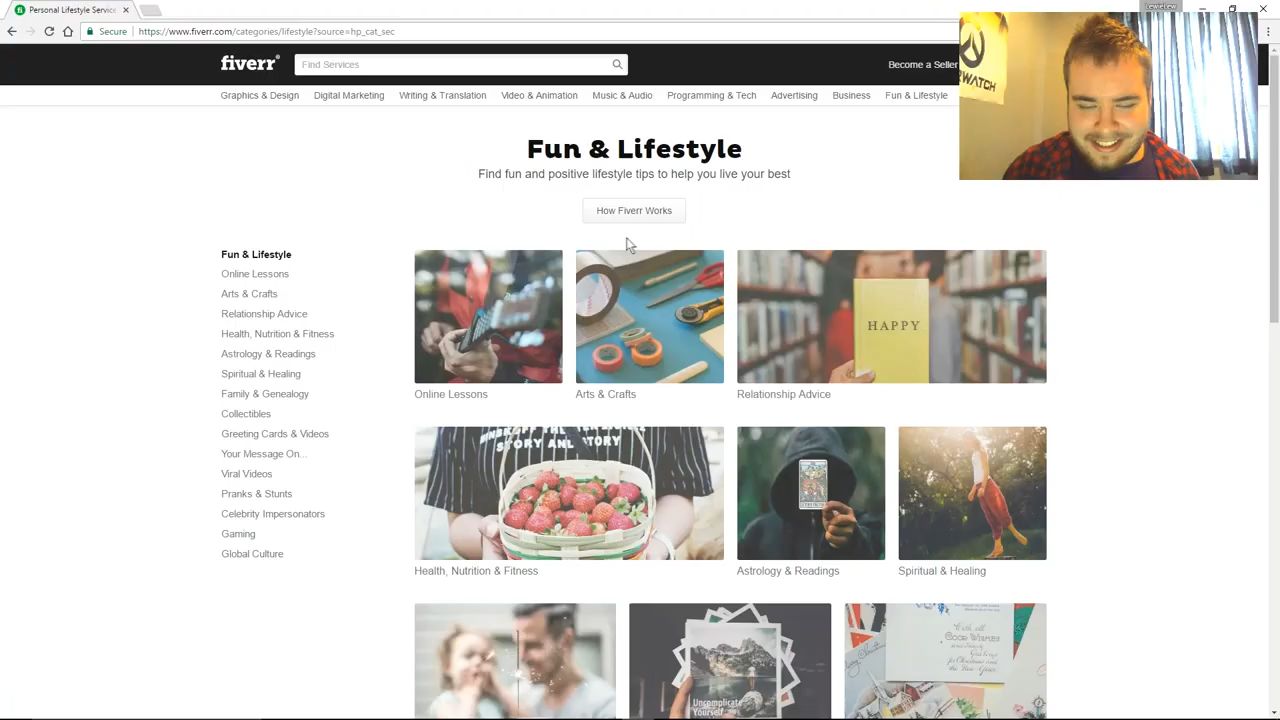 Personal Lifestyle Service
LewieLew
Secure
https://www.fiverr.com/categories/lifestyle?source=hp_cat_sec
fiverr
Find Services
Become a Seller
Graphics & Design
Digital Marketing
Writing & Translation
Video & Animation
Music & Audio
Programming & Tech
Advertising
Business
Fun & Lifestyle
Fun & Lifestyle
Find fun and positive lifestyle tips to help you live your best
How Fiverr Works
Fun & Lifestyle
Online Lessons
Arts & Crafts
Relationship Advice
Health, Nutrition & Fitness
Astrology & Readings
Spiritual & Healing
Family & Genealogy
Collectibles
Greeting Cards & Videos
Your Message On...
Viral Videos
Pranks & Stunts
Celebrity Impersonators
Gaming
Global Culture
HAPPY
Online Lessons
Arts & Crafts
Relationship Advice
STORY AND STORY
Health, Nutrition & Fitness
Astrology & Readings
Spiritual & Healing
Uncomplicate
Yourself
With all
GOOD WISHES